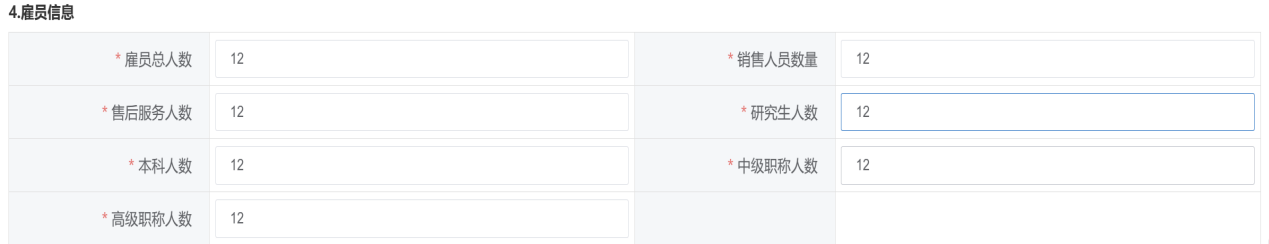 4.雇员信息
* 雇员总人数 12 * 销售人员数量 12
* 售后服务人数 12 * 研究生人数 12
* 本科人数 12 * 中级职称人数 12
* 高级职称人数 12